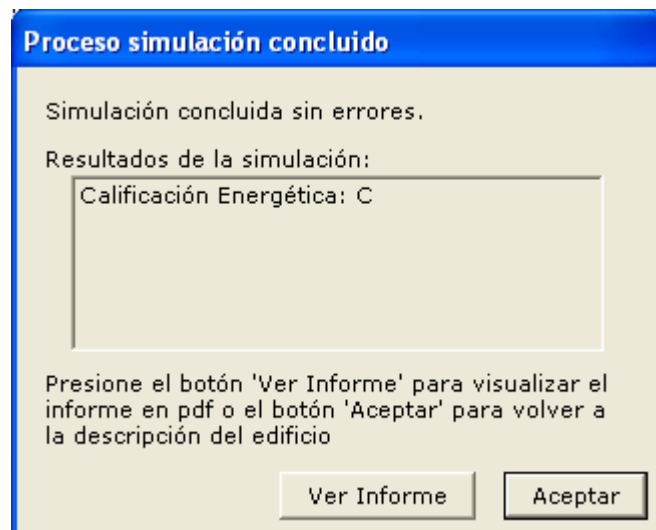 Proceso simulación concluido
Simulación concluida sin errores.
Resultados de la simulación:
Calificación Energética: C
Presione el botón 'Ver Informe' para visualizar el
informe en pdf o el botón 'Aceptar' para volver a
la descripción del edificio
Ver Informe
Aceptar